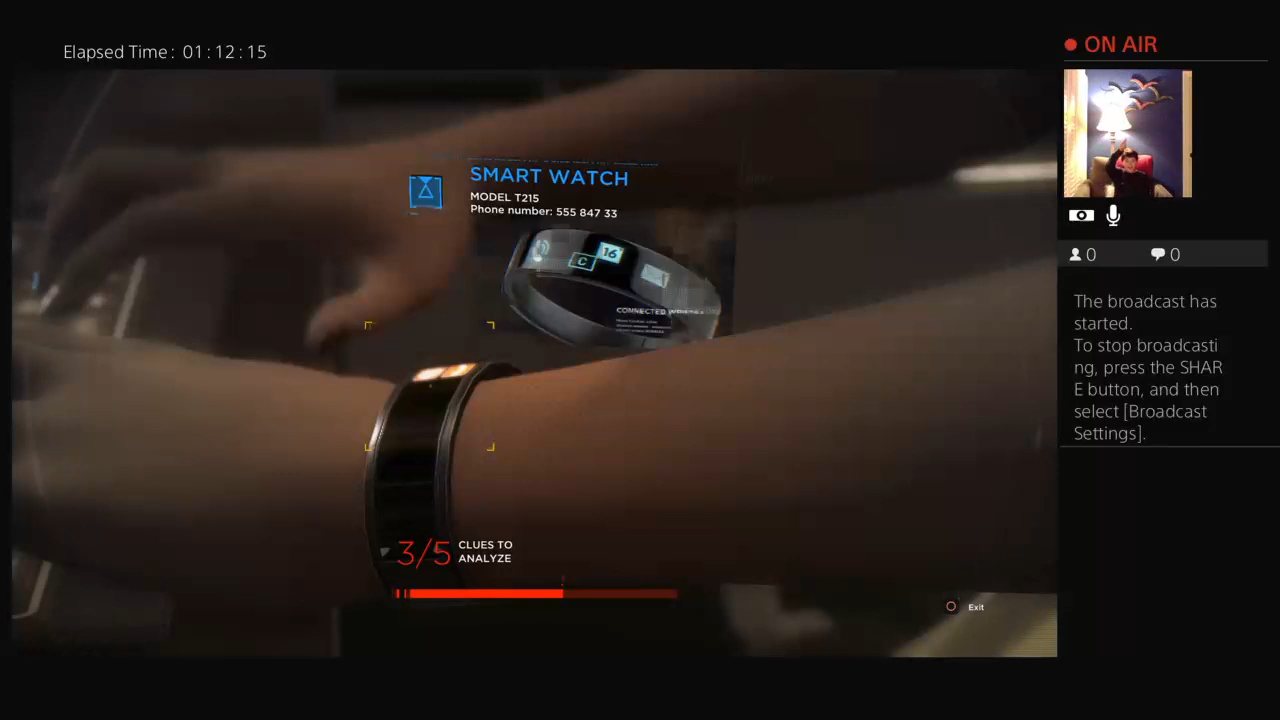 Elapsed Time: 01:12:15
ON AIR
SMART WATCH
MODEL T215
Phone number: 555 847 33
16
C
CONNECTED
0
0
The broadcast has
started.
To stop broadcasti
ng, press the SHAR
E button, and then
select [Broadcast
Settings].
3/5
CLUES TO
ANALYZE
Exit